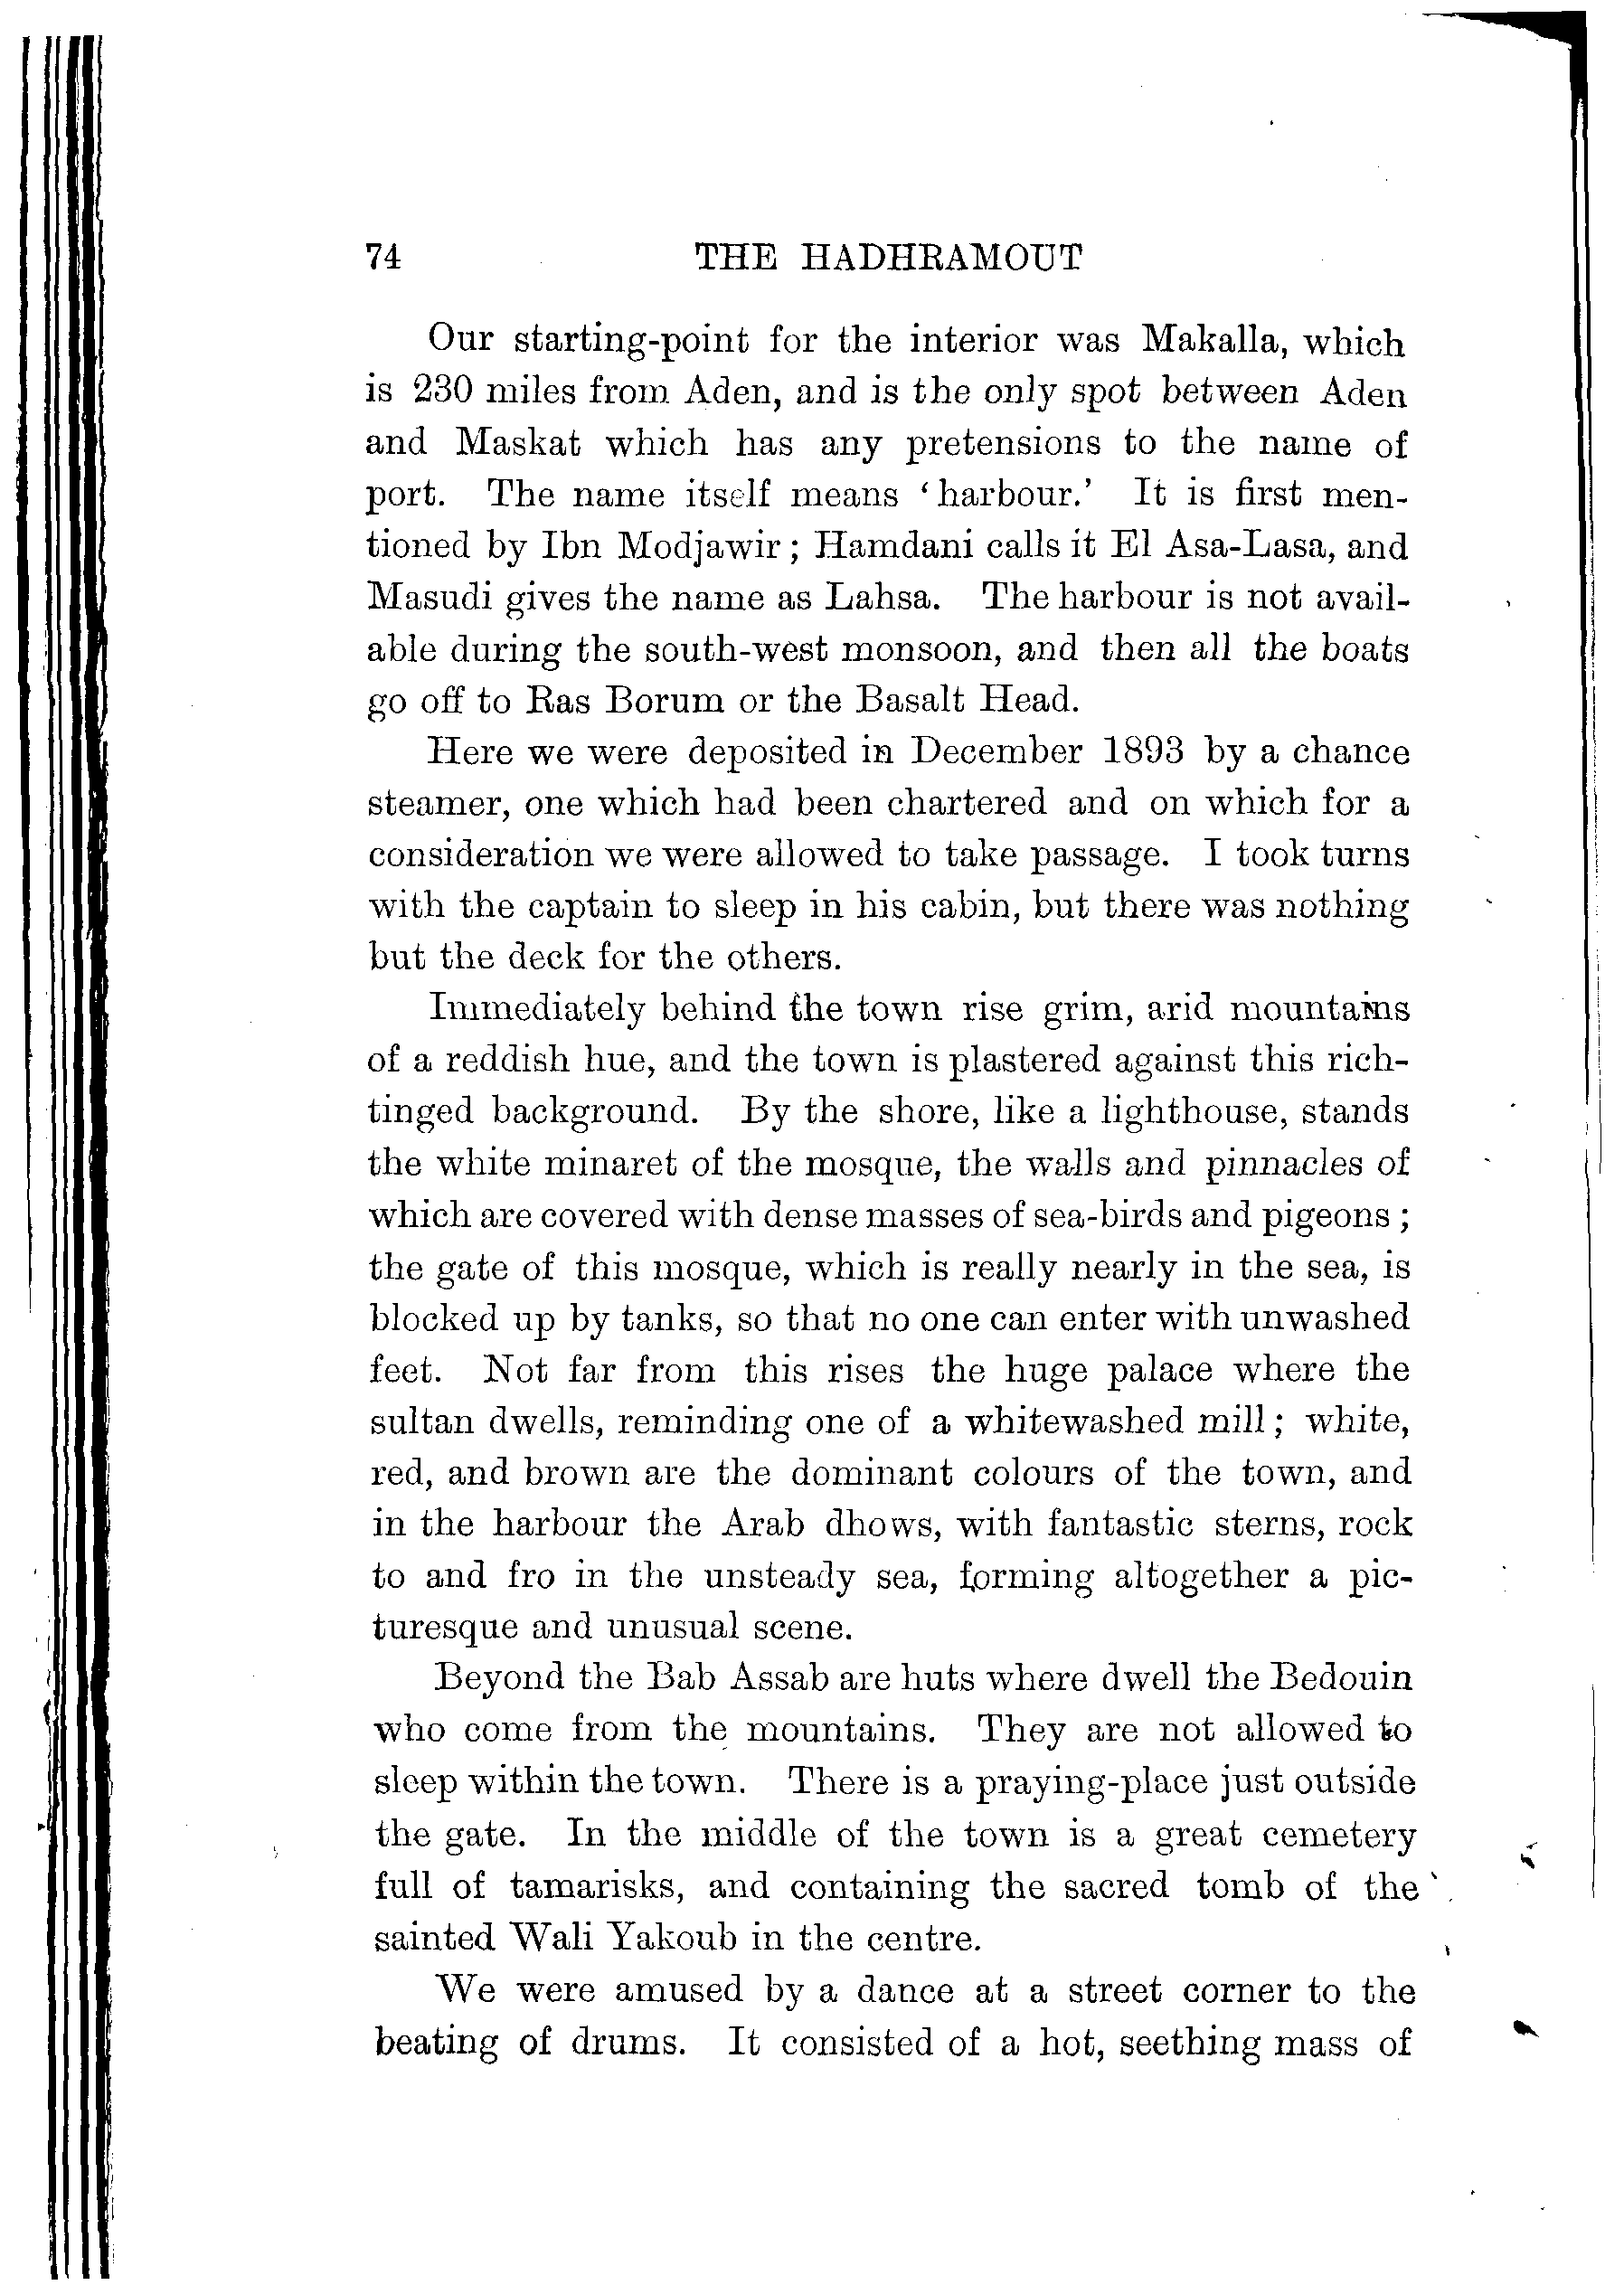 74 THE HADHRAMOUT
Our starting-point for the interior was Makalla, which
is 230 miles from Aden, and is the only spot between Aden
and Maskat which has any pretensions to the name of
port. The name itself means ‘harbour.’ It is first men-
tioned by Ibn Modjawir; Hamdani calls it El Asa-Lasa, and
Masudi gives the name as Lahsa. The harbour is not avail-
able during the south-west monsoon, and then all the boats
go off to Ras Borum or the Basalt Head.
Here we were deposited in December 1893 by a chance
steamer, one which had been chartered and on which for a
consideration we were allowed to take passage. I took turns
with the captain to sleep in his cabin, but there was nothing
but the deck for the others.
Immediately behind the town rise grim, arid mountains
of a reddish hue, and the town is plastered against this rich-
tinged background. By the shore, like a lighthouse, stands
the white minaret of the mosque, the walls and pinnacles of
which are covered with dense masses of sea-birds and pigeons;
the gate of this mosque, which is really nearly in the sea, is
blocked up by tanks, so that no one can enter with unwashed
feet. Not far from this rises the huge palace where the
sultan dwells, reminding one of a whitewashed mill; white,
red, and brown are the dominant colours of the town, and
in the harbour the Arab dhows, with fantastic sterns, rock
to and fro in the unsteady sea, forming altogether a pic-
turesque and unusual scene.
Beyond the Bab Assab are huts where dwell the Bedouin
who come from the mountains. They are not allowed to
sleep within the town. There is a praying-place just outside
the gate. In the middle of the town is a great cemetery
full of tamarisks, and containing the sacred tomb of the
sainted Wali Yakoub in the centre.
We were amused by a dance at a street corner to the
beating of drums. It consisted of a hot, seething mass of